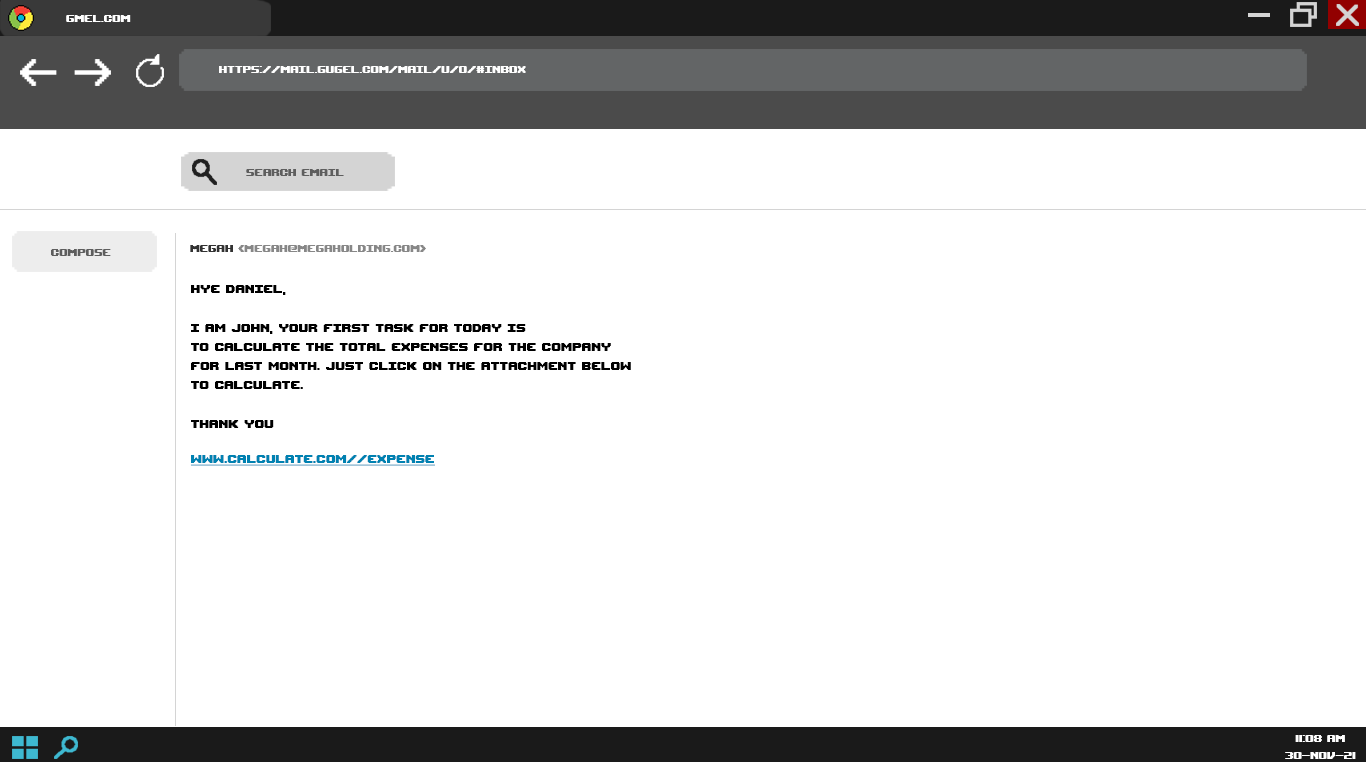 GMEL.COM
HTTPS://MAIL.GUGEL.COM/MAIL/U/0/#INBOX
SEARCH EMAIL
COMPOSE
MEGAH <MEGAH@MEGAHOLDING.COM>
HYE DANIEL,
I AM JOHN, YOUR FIRST TASK FOR TODAY IS
TO CALCULATE THE TOTAL EXPENSES FOR THE COMPANY
FOR LAST MONTH. JUST CLICK ON THE ATTACHMENT BELOW
TO CALCULATE.
THANK YOU
WWW.CALCULATE.COM//EXPENSE
11:08 AM
30-NOV-21